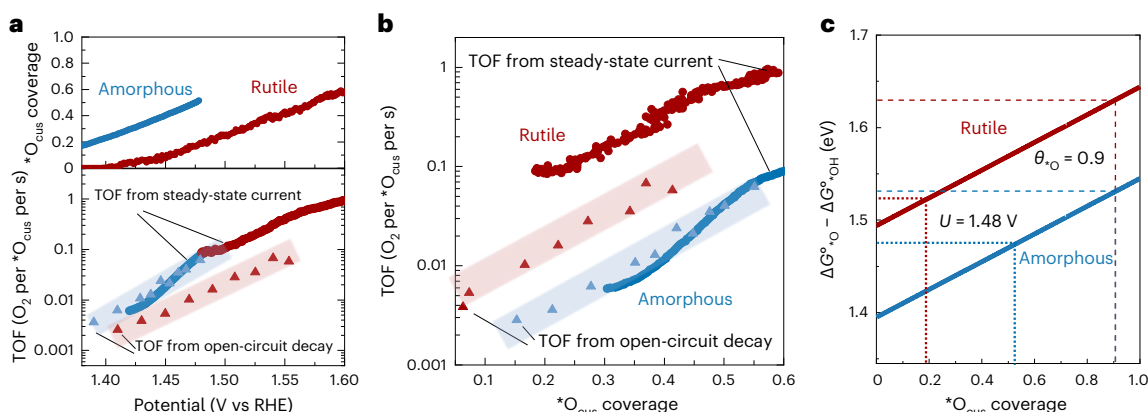 a
*Ocus coverage
1.0
0.8
0.6
0.4
0.2
0
Amorphous
Rutile
TOF (O2 per *Ocus per s)
1
0.1
0.01
0.001
TOF from steady-state current
TOF from open-circuit decay
1.40
1.45
1.50
1.55
1.60
Potential (V vs RHE)
b
TOF (O2 per *Ocus per s)
1
0.1
0.01
0.001
TOF from steady-state current
Rutile
Amorphous
TOF from open-circuit decay
0.1
0.2
0.3
0.4
0.5
0.6
*Ocus coverage
c
ΔG°*O − ΔG°*OH (eV)
1.7
1.6
1.5
1.4
Rutile
θ*O = 0.9
U = 1.48 V
Amorphous
0
0.2
0.4
0.6
0.8
1.0
*Ocus coverage